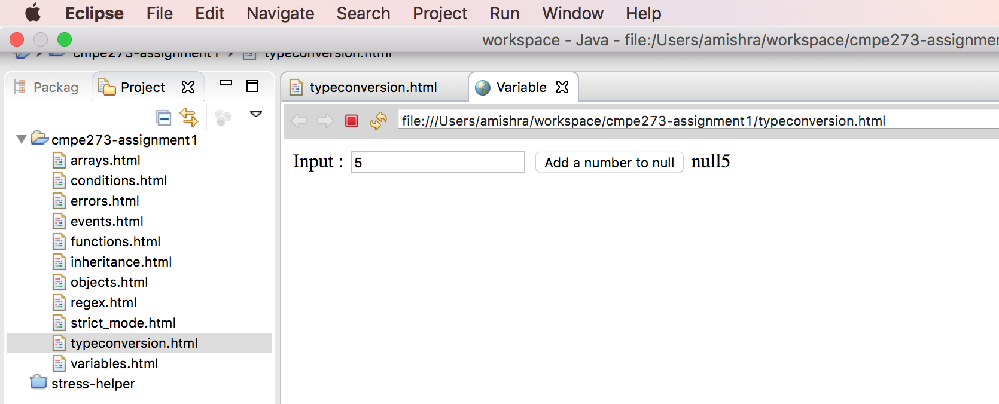 Eclipse File Edit Navigate Search Project Run Window Help
workspace - Java - file:/Users/amishra/workspace/cmpe273-assignmer
cmpe273-assignment1 typeconversion.html
Packag Project
typeconversion.html Variable
file:///Users/amishra/workspace/cmpe273-assignment1/typeconversion.html
cmpe273-assignment1
arrays.html
conditions.html
errors.html
events.html
functions.html
inheritance.html
objects.html
regex.html
strict_mode.html
typeconversion.html
variables.html
stress-helper
Input : 5 Add a number to null null5